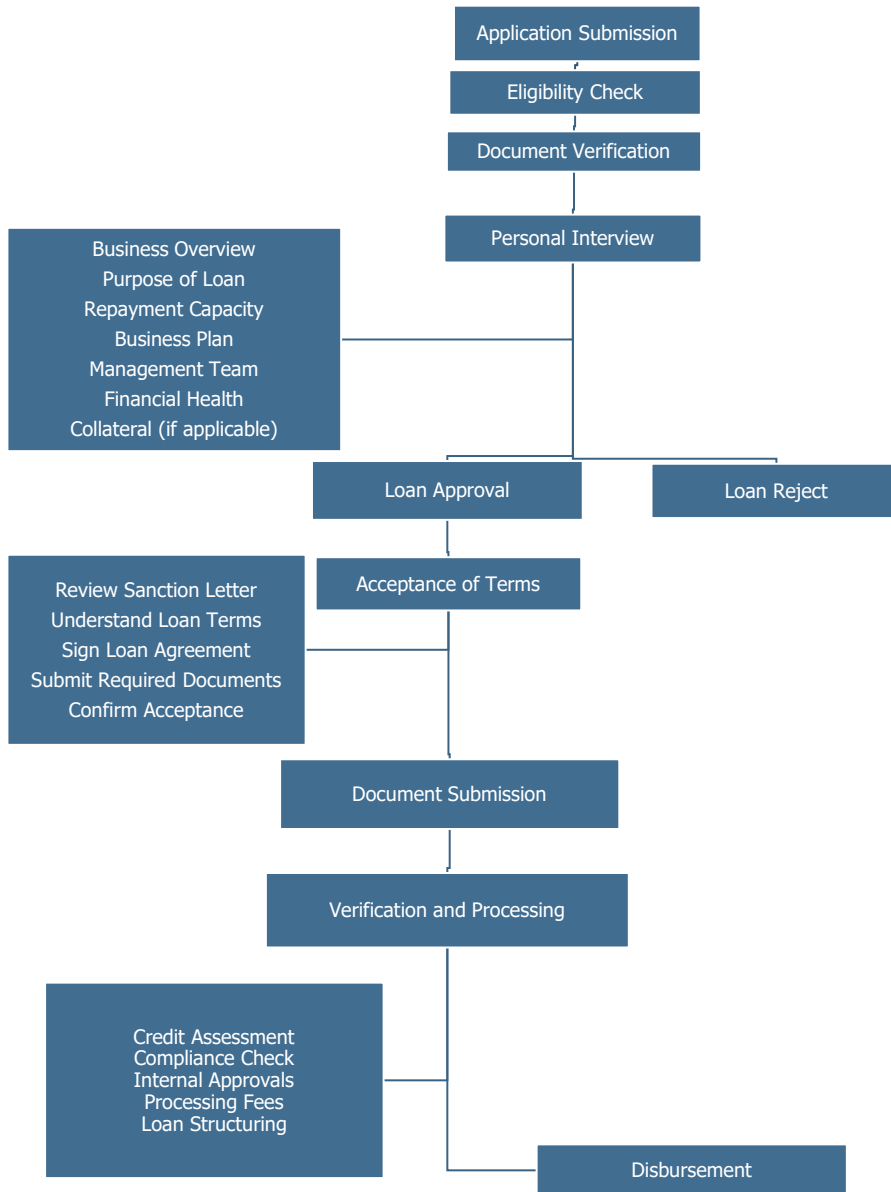 Application Submission
Eligibility Check
Document Verification
Personal Interview
Business Overview
Purpose of Loan
Repayment Capacity
Business Plan
Management Team
Financial Health
Collateral (if applicable)
Loan Approval
Loan Reject
Acceptance of Terms
Review Sanction Letter
Understand Loan Terms
Sign Loan Agreement
Submit Required Documents
Confirm Acceptance
Document Submission
Verification and Processing
Credit Assessment
Compliance Check
Internal Approvals
Processing Fees
Loan Structuring
Disbursement